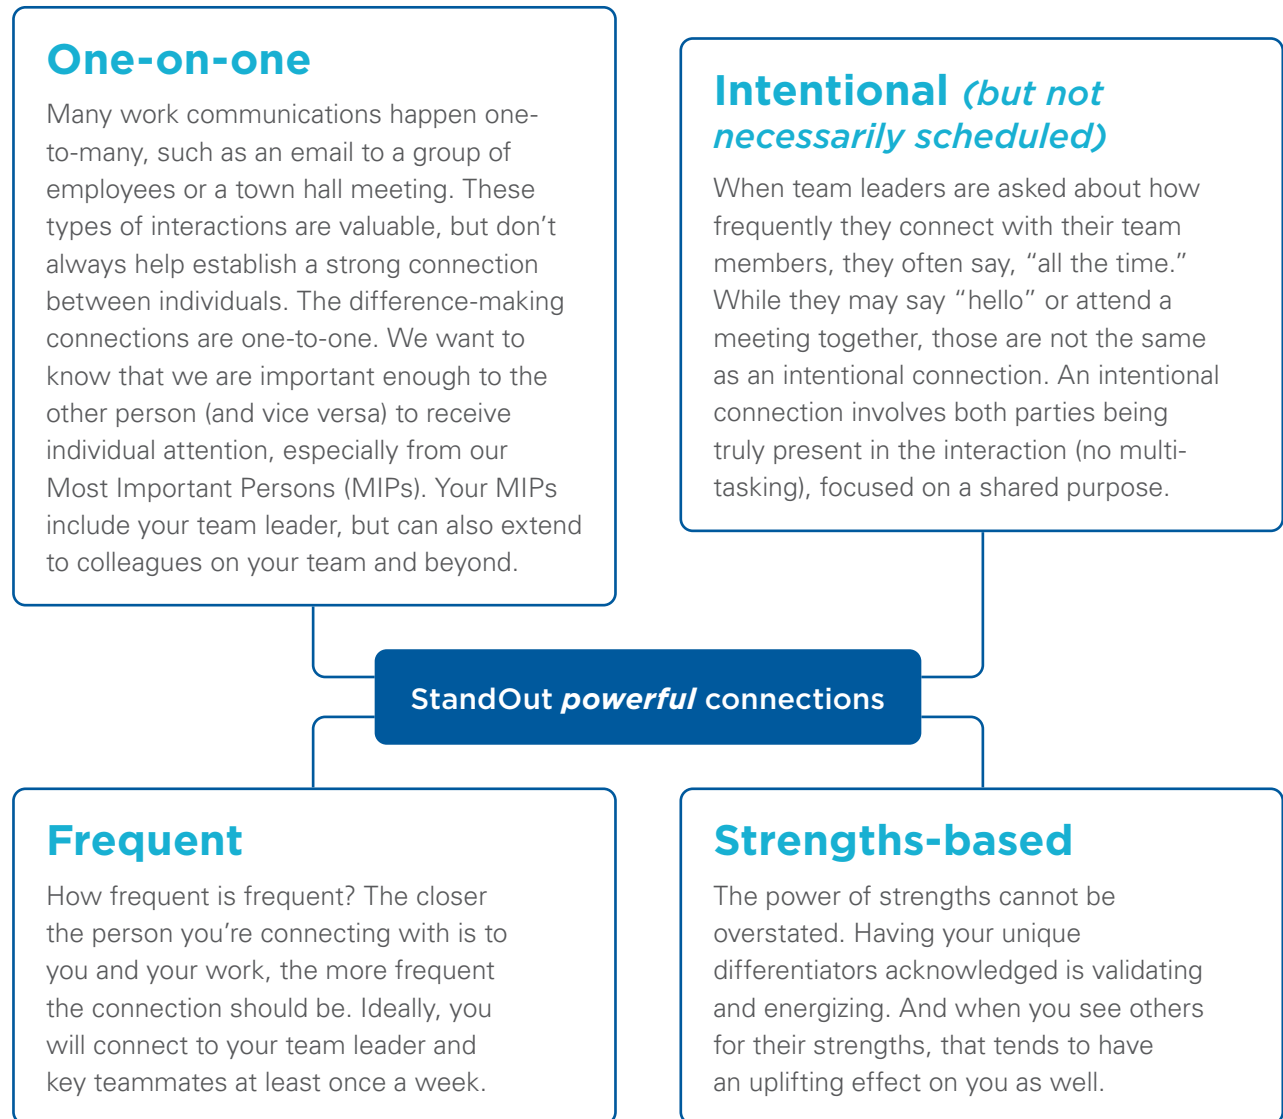 One-on-one
Many work communications happen one-
to-many, such as an email to a group of
employees or a town hall meeting. These
types of interactions are valuable, but don’t
always help establish a strong connection
between individuals. The difference-making
connections are one-to-one. We want to
know that we are important enough to the
other person (and vice versa) to receive
individual attention, especially from our
Most Important Persons (MIPs). Your MIPs
include your team leader, but can also extend
to colleagues on your team and beyond.
Intentional (but not
necessarily scheduled)
When team leaders are asked about how
frequently they connect with their team
members, they often say, “all the time.”
While they may say “hello” or attend a
meeting together, those are not the same
as an intentional connection. An intentional
connection involves both parties being
truly present in the interaction (no multi-
tasking), focused on a shared purpose.
StandOut powerful connections
Frequent
How frequent is frequent? The closer
the person you’re connecting with is to
you and your work, the more frequent
the connection should be. Ideally, you
will connect to your team leader and
key teammates at least once a week.
Strengths-based
The power of strengths cannot be
overstated. Having your unique
differentiators acknowledged is validating
and energizing. And when you see others
for their strengths, that tends to have
an uplifting effect on you as well.